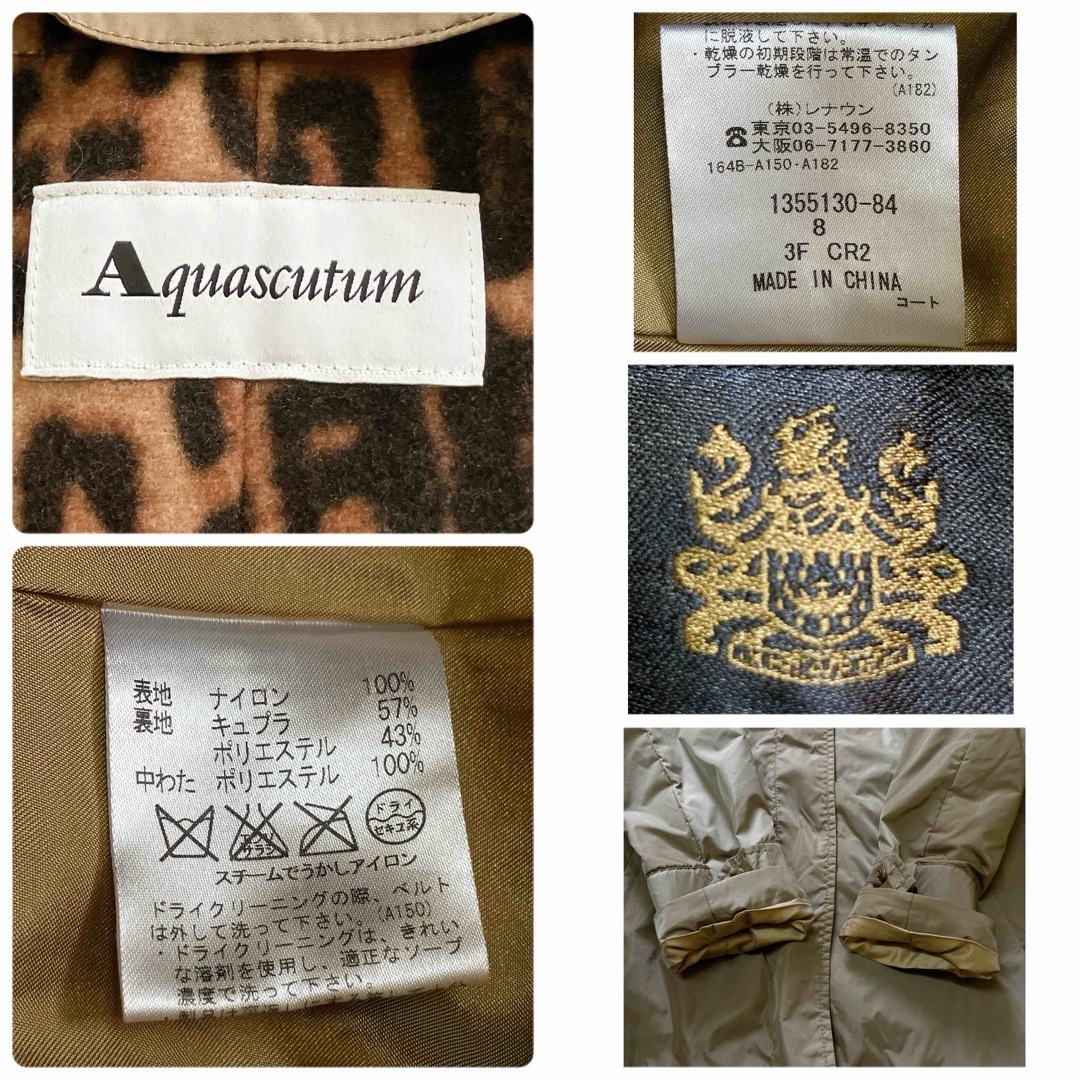 Aquascutum
表地 ナイロン 100%
裏地 キュプラ 57%
ポリエステル 43%
中わた ポリエステル 100%
ドライ
セキユ系
スチームでうかしアイロン
ドライクリーニングの際、ベルト
は外して洗って下さい。(A150)
・ドライクリーニングは、きれい
な溶剤を使用し、適正なソープ
濃度で洗って下さい。
に脱液して下さい。
・乾燥の初期段階は常温でのタン
ブラー乾燥を行って下さい。
(A182)
(株)レナウン
☎東京03-5496-8350
大阪06-7177-3860
164B-A150・A182
1355130-84
8
3F CR2
MADE IN CHINA
コート